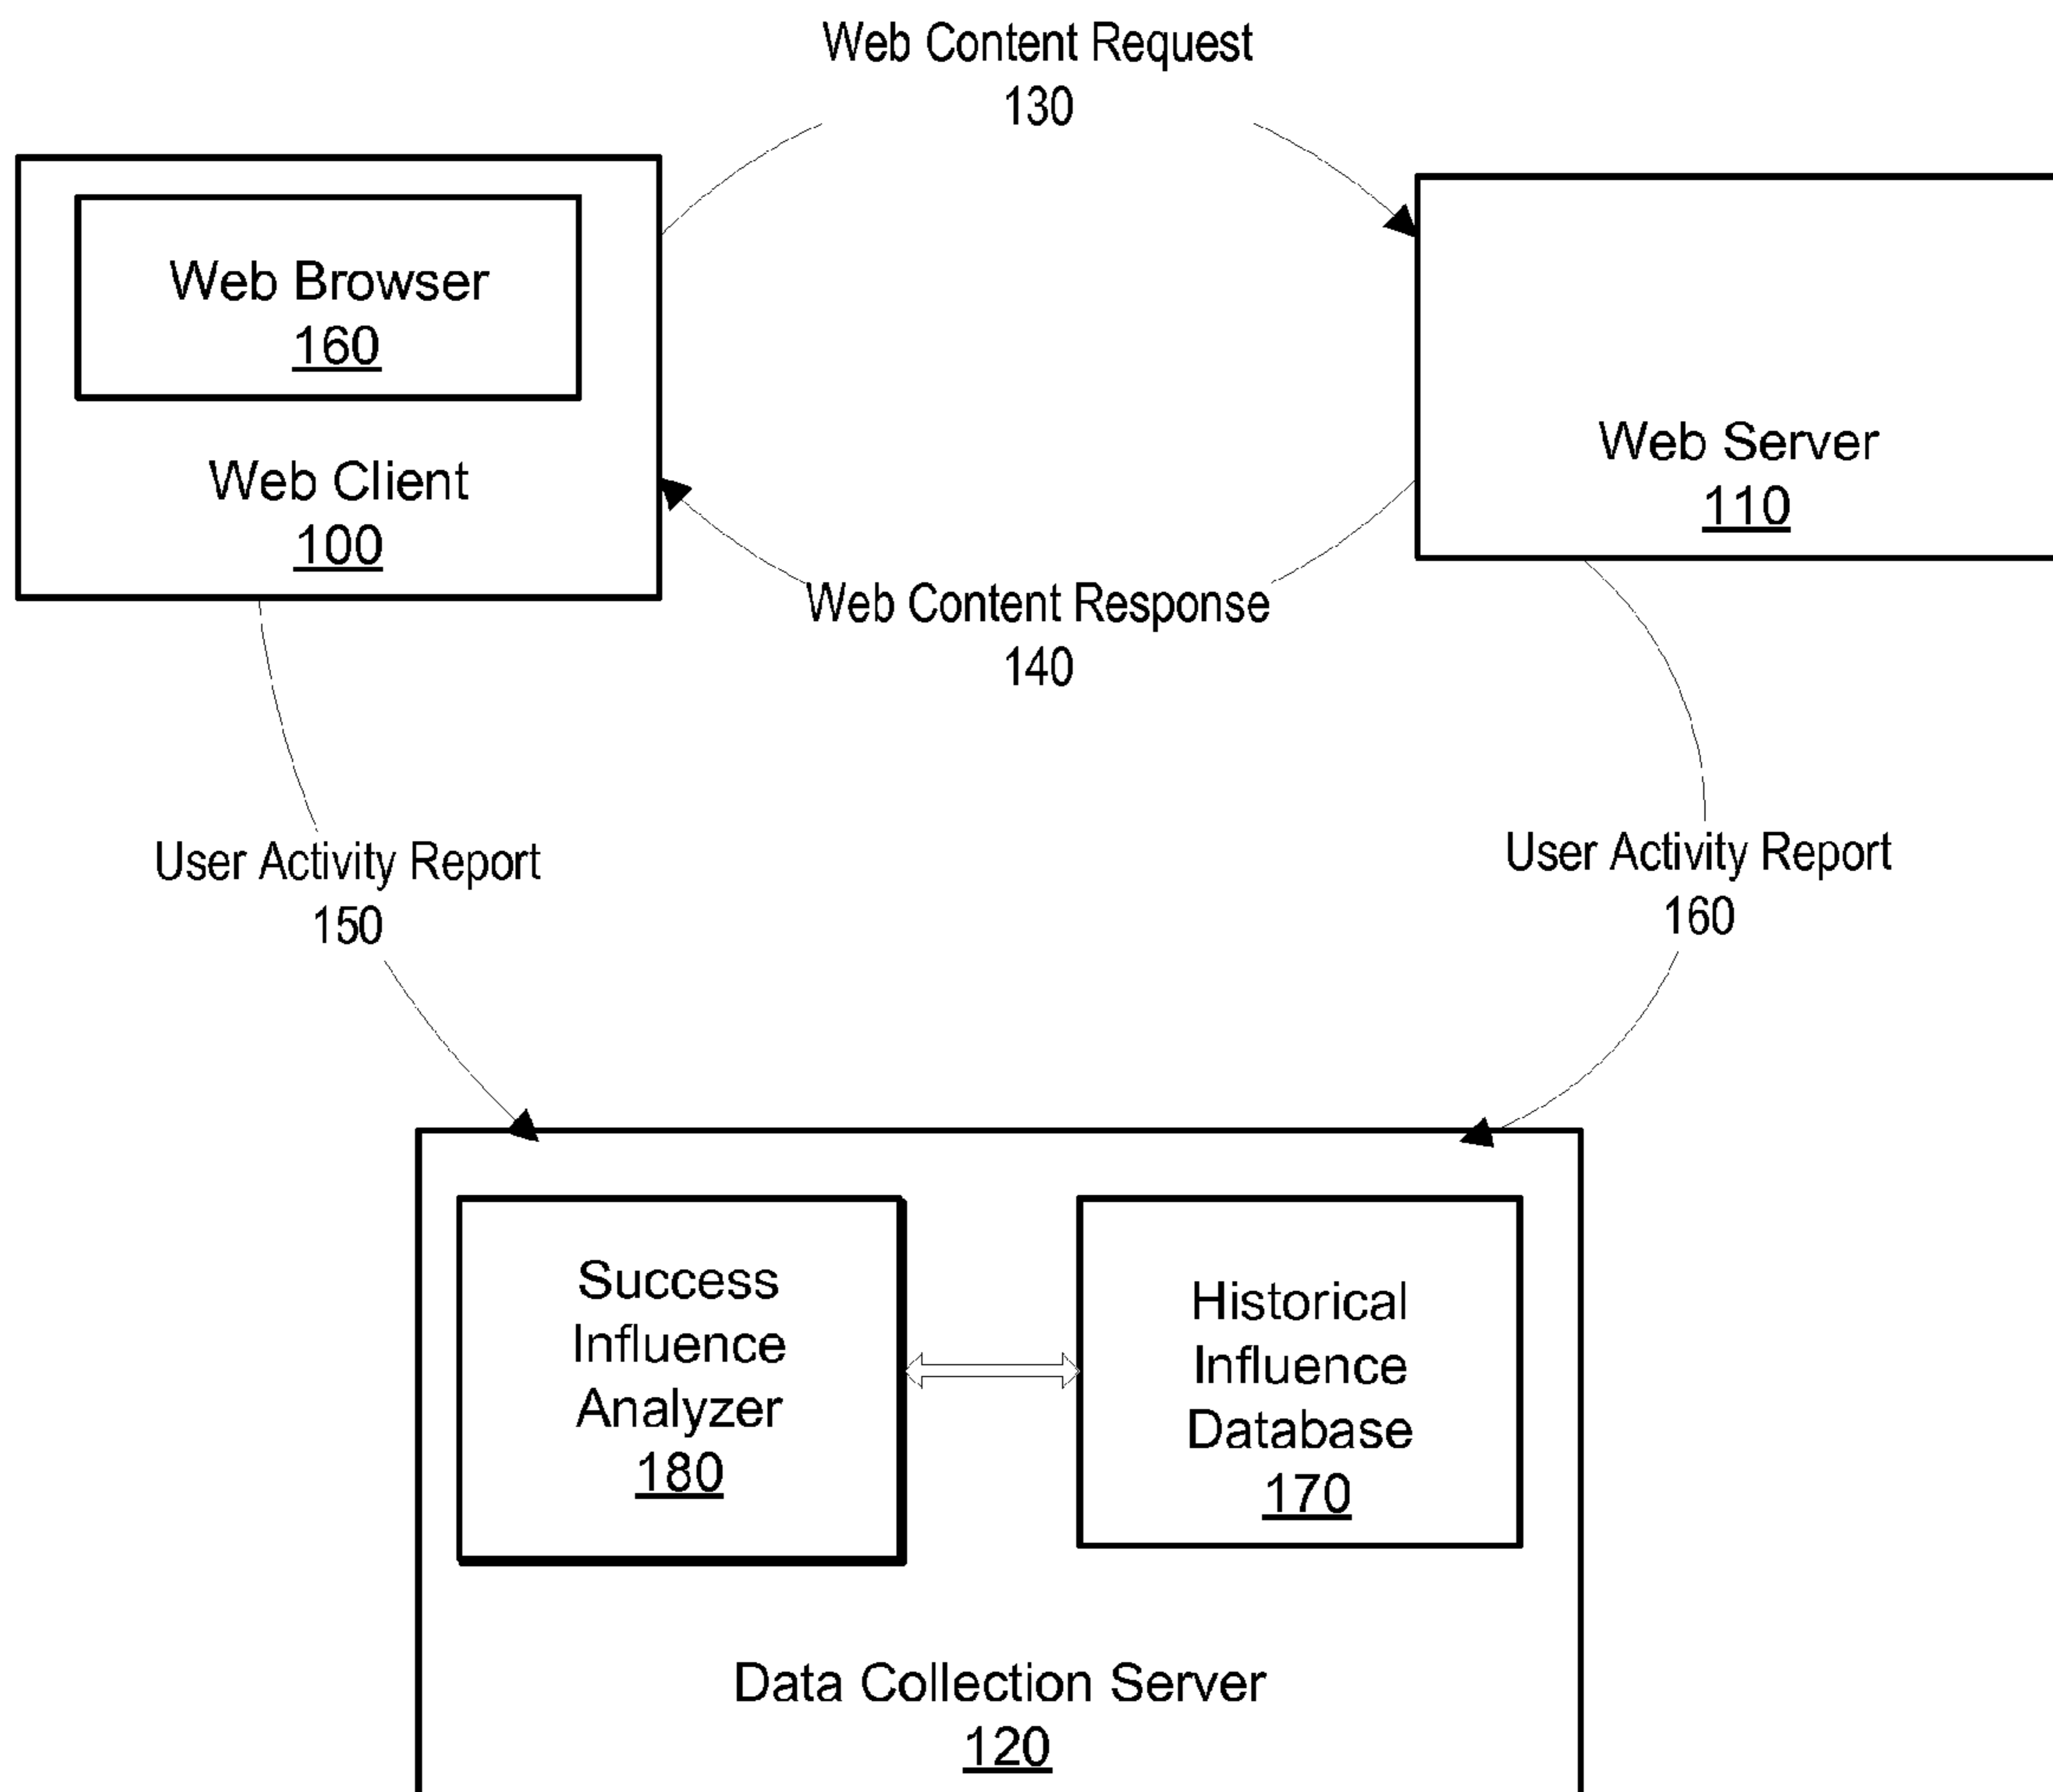 Web Content Request
130
Web Browser
160
Web Client
100
Web Server
110
Web Content Response
140
User Activity Report
150
User Activity Report
160
Success
Influence
Analyzer
180
Historical
Influence
Database
170
Data Collection Server
120